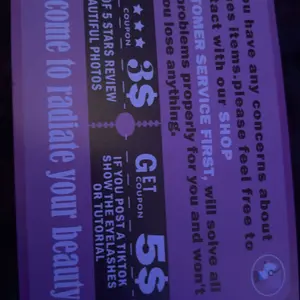 ou have any concerns about
es items,please feel free to
tact with our SHOP
TOMER SERVICE FIRST, will solve all
problems properly for you and won't
you lose anything.
★★★
3$
COUPON
OF 5 STARS REVIEW
AUTIFUL PHOTOS
GET
5$
COUPON
IF YOU POST A TIKTOK
SHOW THE EYELASHES
OR TUTORIAL
come to radiate your beauty